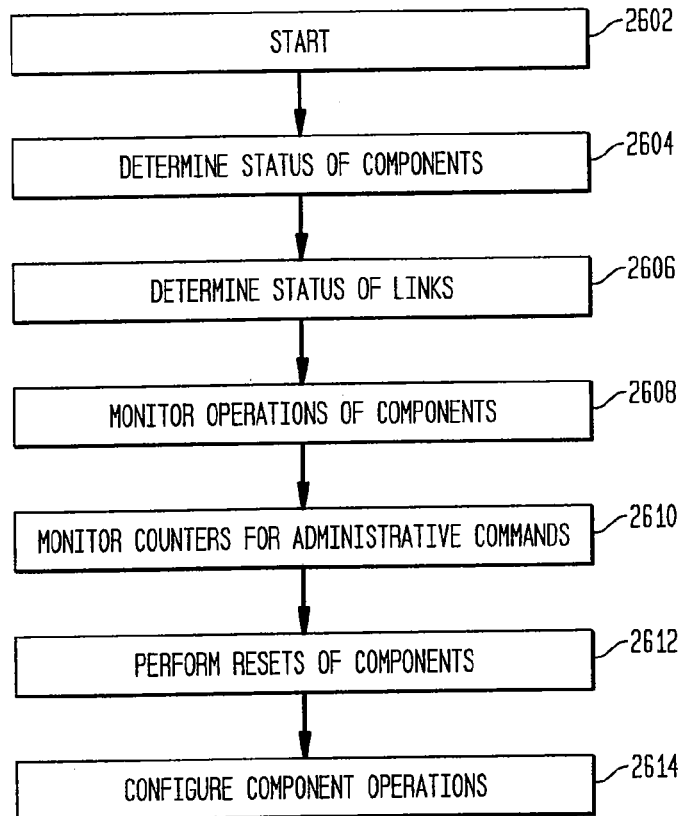 START
2602
DETERMINE STATUS OF COMPONENTS
2604
DETERMINE STATUS OF LINKS
2606
MONITOR OPERATIONS OF COMPONENTS
2608
MONITOR COUNTERS FOR ADMINISTRATIVE COMMANDS
2610
PERFORM RESETS OF COMPONENTS
2612
CONFIGURE COMPONENT OPERATIONS
2614